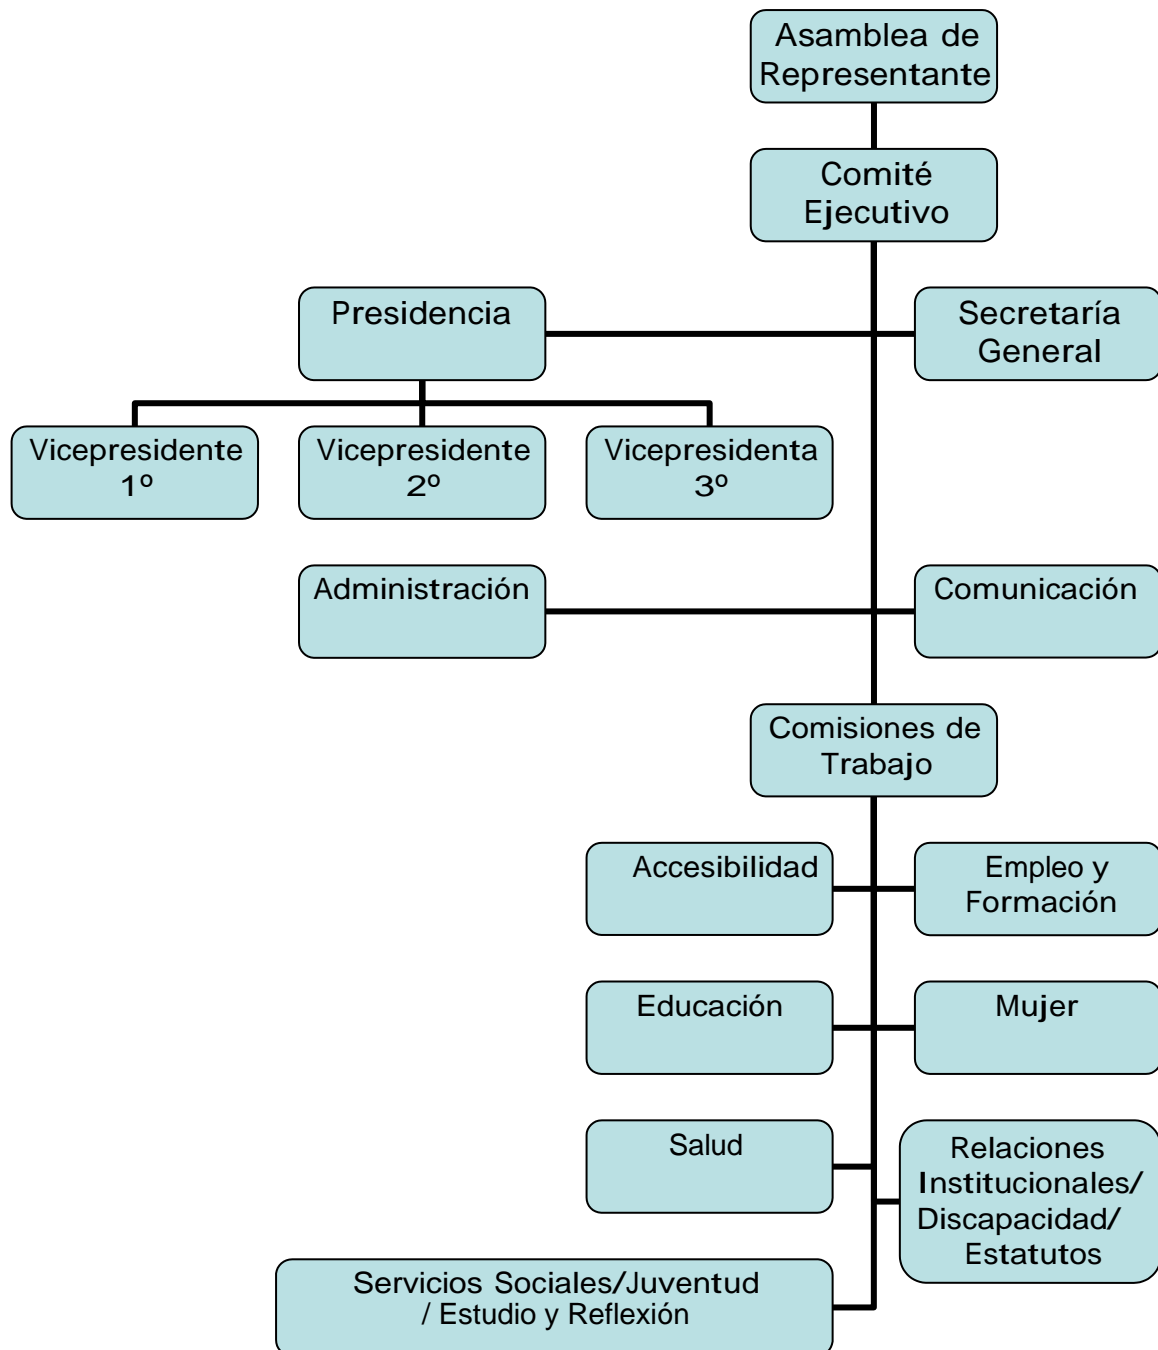 Asamblea de
Representante
Comité
Ejecutivo
Presidencia
Secretaría
General
Vicepresidente
1º
Vicepresidente
2º
Vicepresidenta
3º
Administración
Comunicación
Comisiones de
Trabajo
Accesibilidad
Empleo y
Formación
Educación
Mujer
Salud
Relaciones
Institucionales/
Discapacidad/
Estatutos
Servicios Sociales/Juventud
/ Estudio y Reflexión